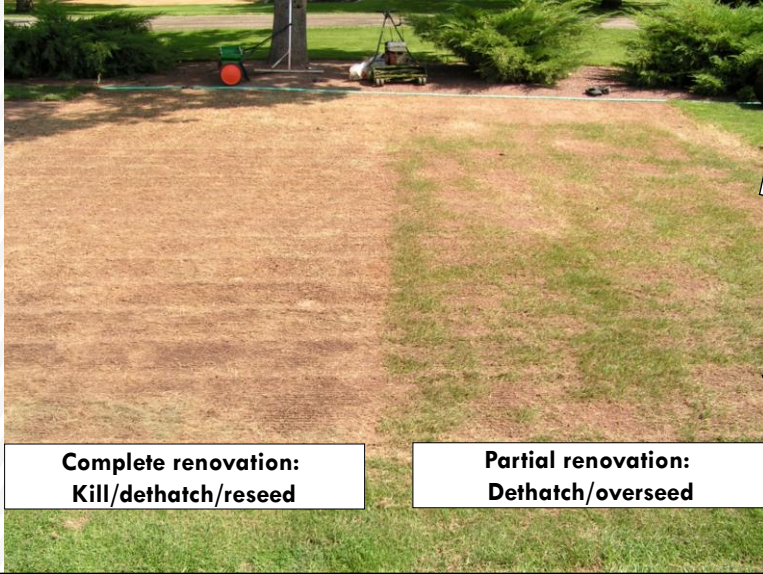 Complete renovation:
Kill/dethatch/reseed
Partial renovation:
Dethatch/overseed